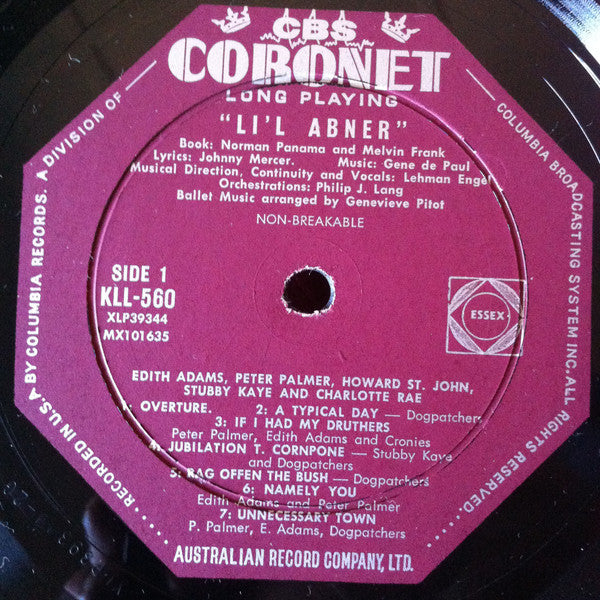 CBS
CORONET
LONG PLAYING
"LI'L ABNER"
Book: Norman Panama and Melvin Frank
Lyrics: Johnny Mercer. Music: Gene de Paul
Musical Direction, Continuity and Vocals: Lehman Engel
Orchestrations: Philip J. Lang
Ballet Music arranged by Genevieve Pitot
NON-BREAKABLE
SIDE 1
KLL-560
XLP39344
MX101635
ESSEX
EDITH ADAMS, PETER PALMER, HOWARD ST. JOHN,
STUBBY KAYE AND CHARLOTTE RAE
OVERTURE. 2: A TYPICAL DAY — Dogpatchers
3: IF I HAD MY DRUTHERS
Peter Palmer, Edith Adams and Cronies
4: JUBILATION T. CORNPONE — Stubby Kaye
and Dogpatchers
5: RAG OFFEN THE BUSH — Dogpatchers
6: NAMELY YOU
Edith Adams and Peter Palmer
7: UNNECESSARY TOWN
P. Palmer, E. Adams, Dogpatchers
AUSTRALIAN RECORD COMPANY, LTD.
. RECORDED IN U.S.A BY COLUMBIA RECORDS. A DIVISION OF —
— COLUMBIA BROADCASTING SYSTEM INC. ALL RIGHTS RESERVED....